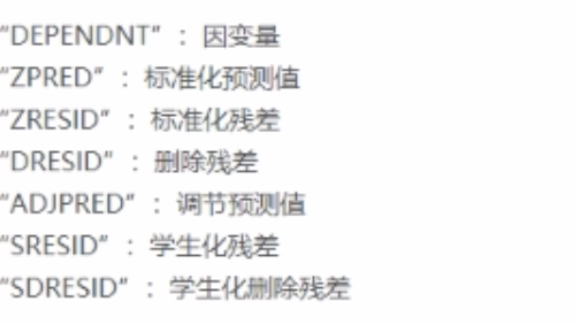 “DEPENDNT” ： 因变量
“ZPRED” ： 标准化预测值
“ZRESID” ： 标准化残差
“DRESID” ： 删除残差
“ADJPRED” ： 调节预测值
“SRESID” ： 学生化残差
“SDRESID” ： 学生化删除残差